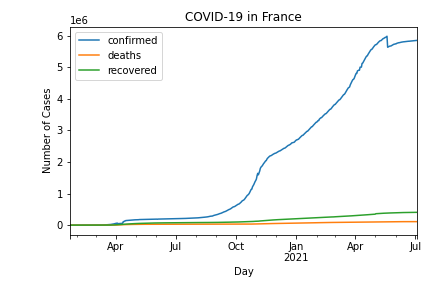 COVID-19 in France
1e6
confirmed
deaths
recovered
6
5
4
3
2
1
0
Number of Cases
Apr
Jul
Oct
Jan
2021
Apr
Jul
Day